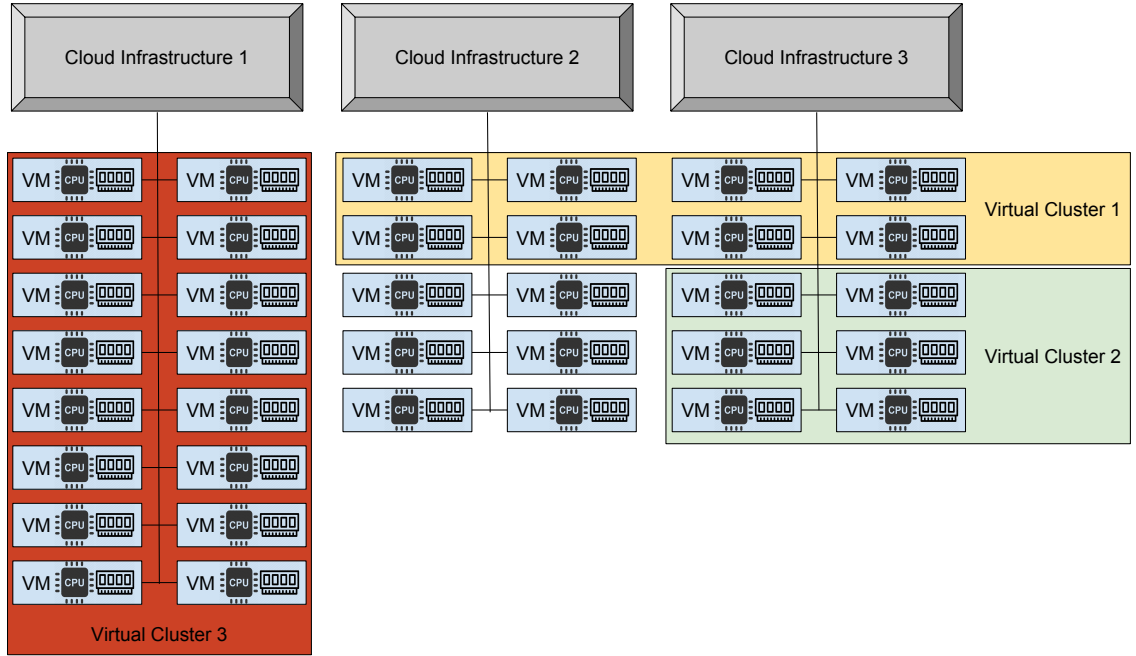 Cloud Infrastructure 1 Cloud Infrastructure 2 Cloud Infrastructure 3
VM CPU VM CPU VM CPU VM CPU VM CPU VM CPU
Virtual Cluster 1
VM CPU VM CPU VM CPU VM CPU VM CPU VM CPU
VM CPU VM CPU VM CPU VM CPU VM CPU VM CPU
VM CPU VM CPU VM CPU VM CPU VM CPU VM CPU
Virtual Cluster 2
VM CPU VM CPU VM CPU VM CPU VM CPU VM CPU
VM CPU VM CPU
VM CPU VM CPU
VM CPU VM CPU
Virtual Cluster 3